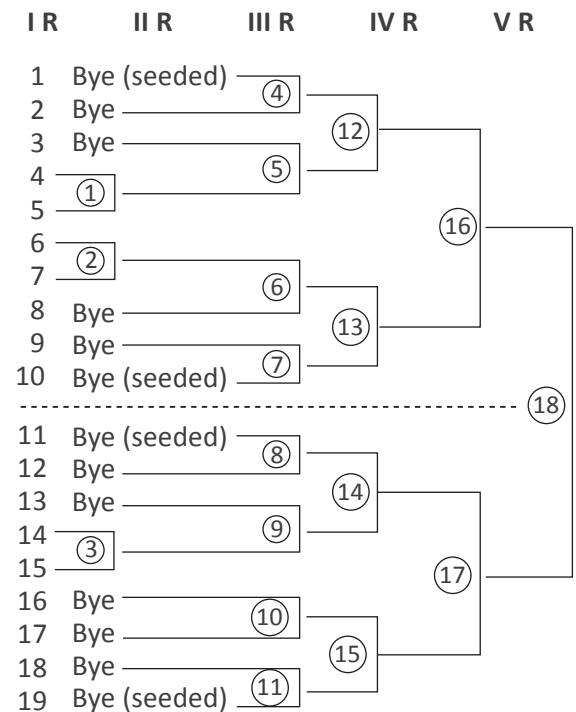 I R II R III R IV R V R
1 Bye (seeded)
④
2 Bye
⑫
3 Bye
⑤
4
①
5
⑯
6
②
7
⑥
8 Bye
⑬
9 Bye
⑦
10 Bye (seeded)
⑱
11 Bye (seeded)
⑧
12 Bye
⑭
13 Bye
⑨
14
③
15
⑰
16 Bye
⑩
17 Bye
⑮
18 Bye
⑪
19 Bye (seeded)